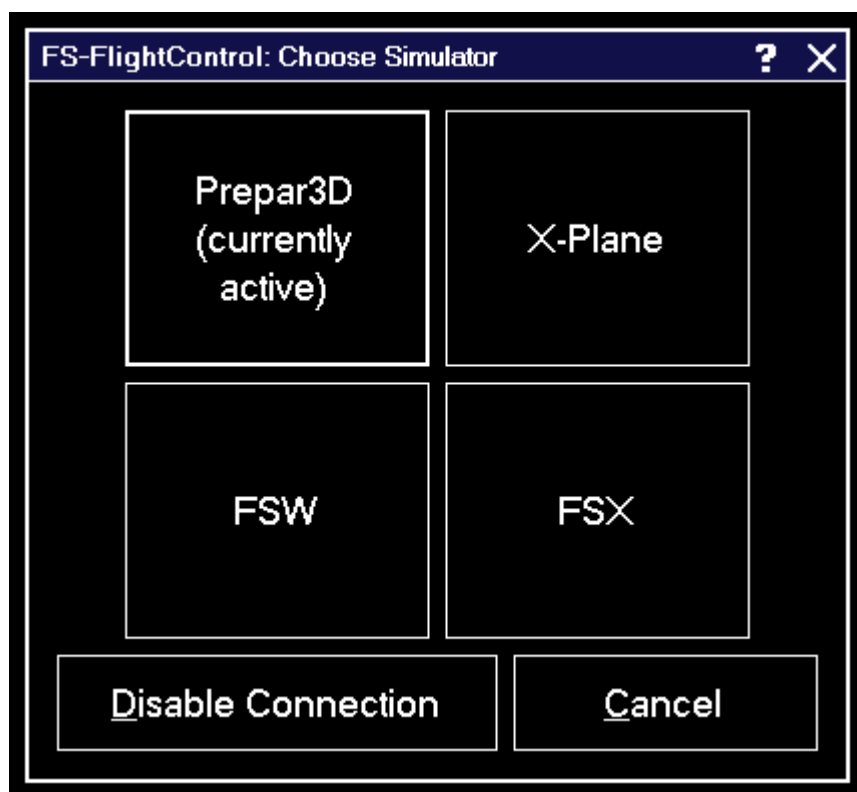 FS-FlightControl: Choose Simulator ? X
Prepar3D
(currently
active)
X-Plane
FSW
FSX
Disable Connection
Cancel